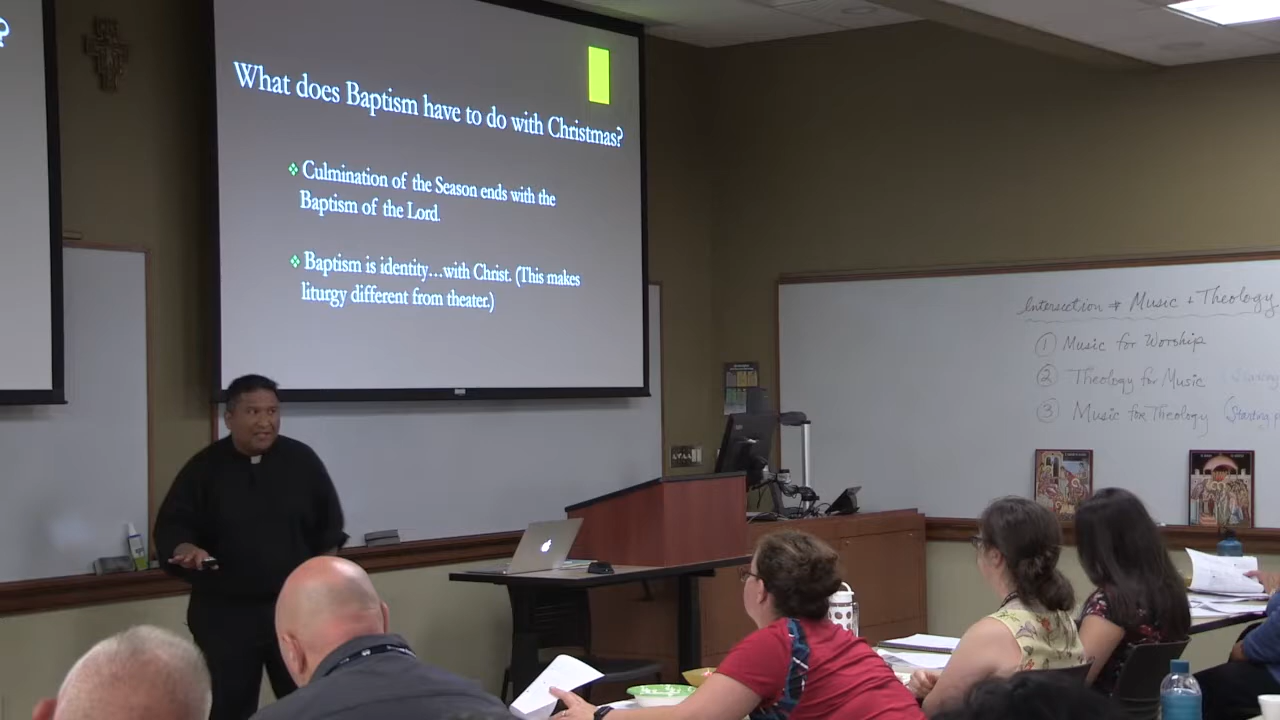 ?
What does Baptism have to do with Christmas?
Culmination of the Season ends with the
Baptism of the Lord.
Baptism is identity...with Christ. (This makes
liturgy different from theater.)
Intersection of Music + Theology
① Music for Worship
② Theology for Music
③ Music for Theology (Starting